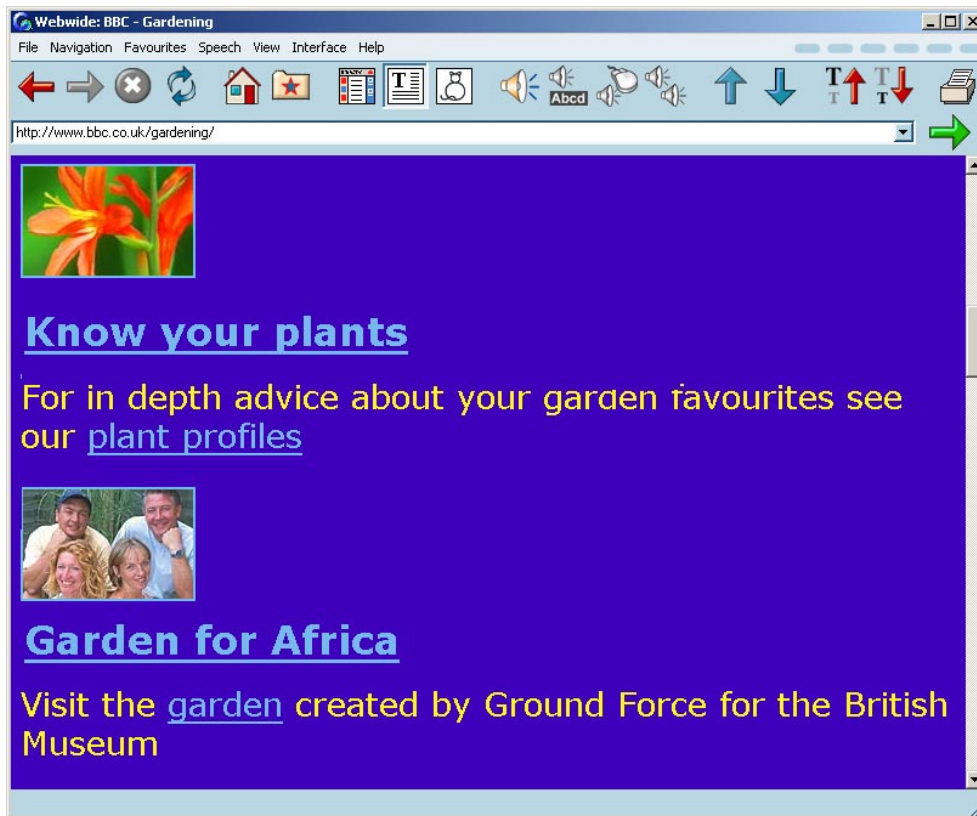 Webwide: BBC - Gardening
File Navigation Favourites Speech View Interface Help
Abcd
http://www.bbc.co.uk/gardening/
Know your plants
For in depth advice about your garden favourites see
our plant profiles
Garden for Africa
Visit the garden created by Ground Force for the British
Museum